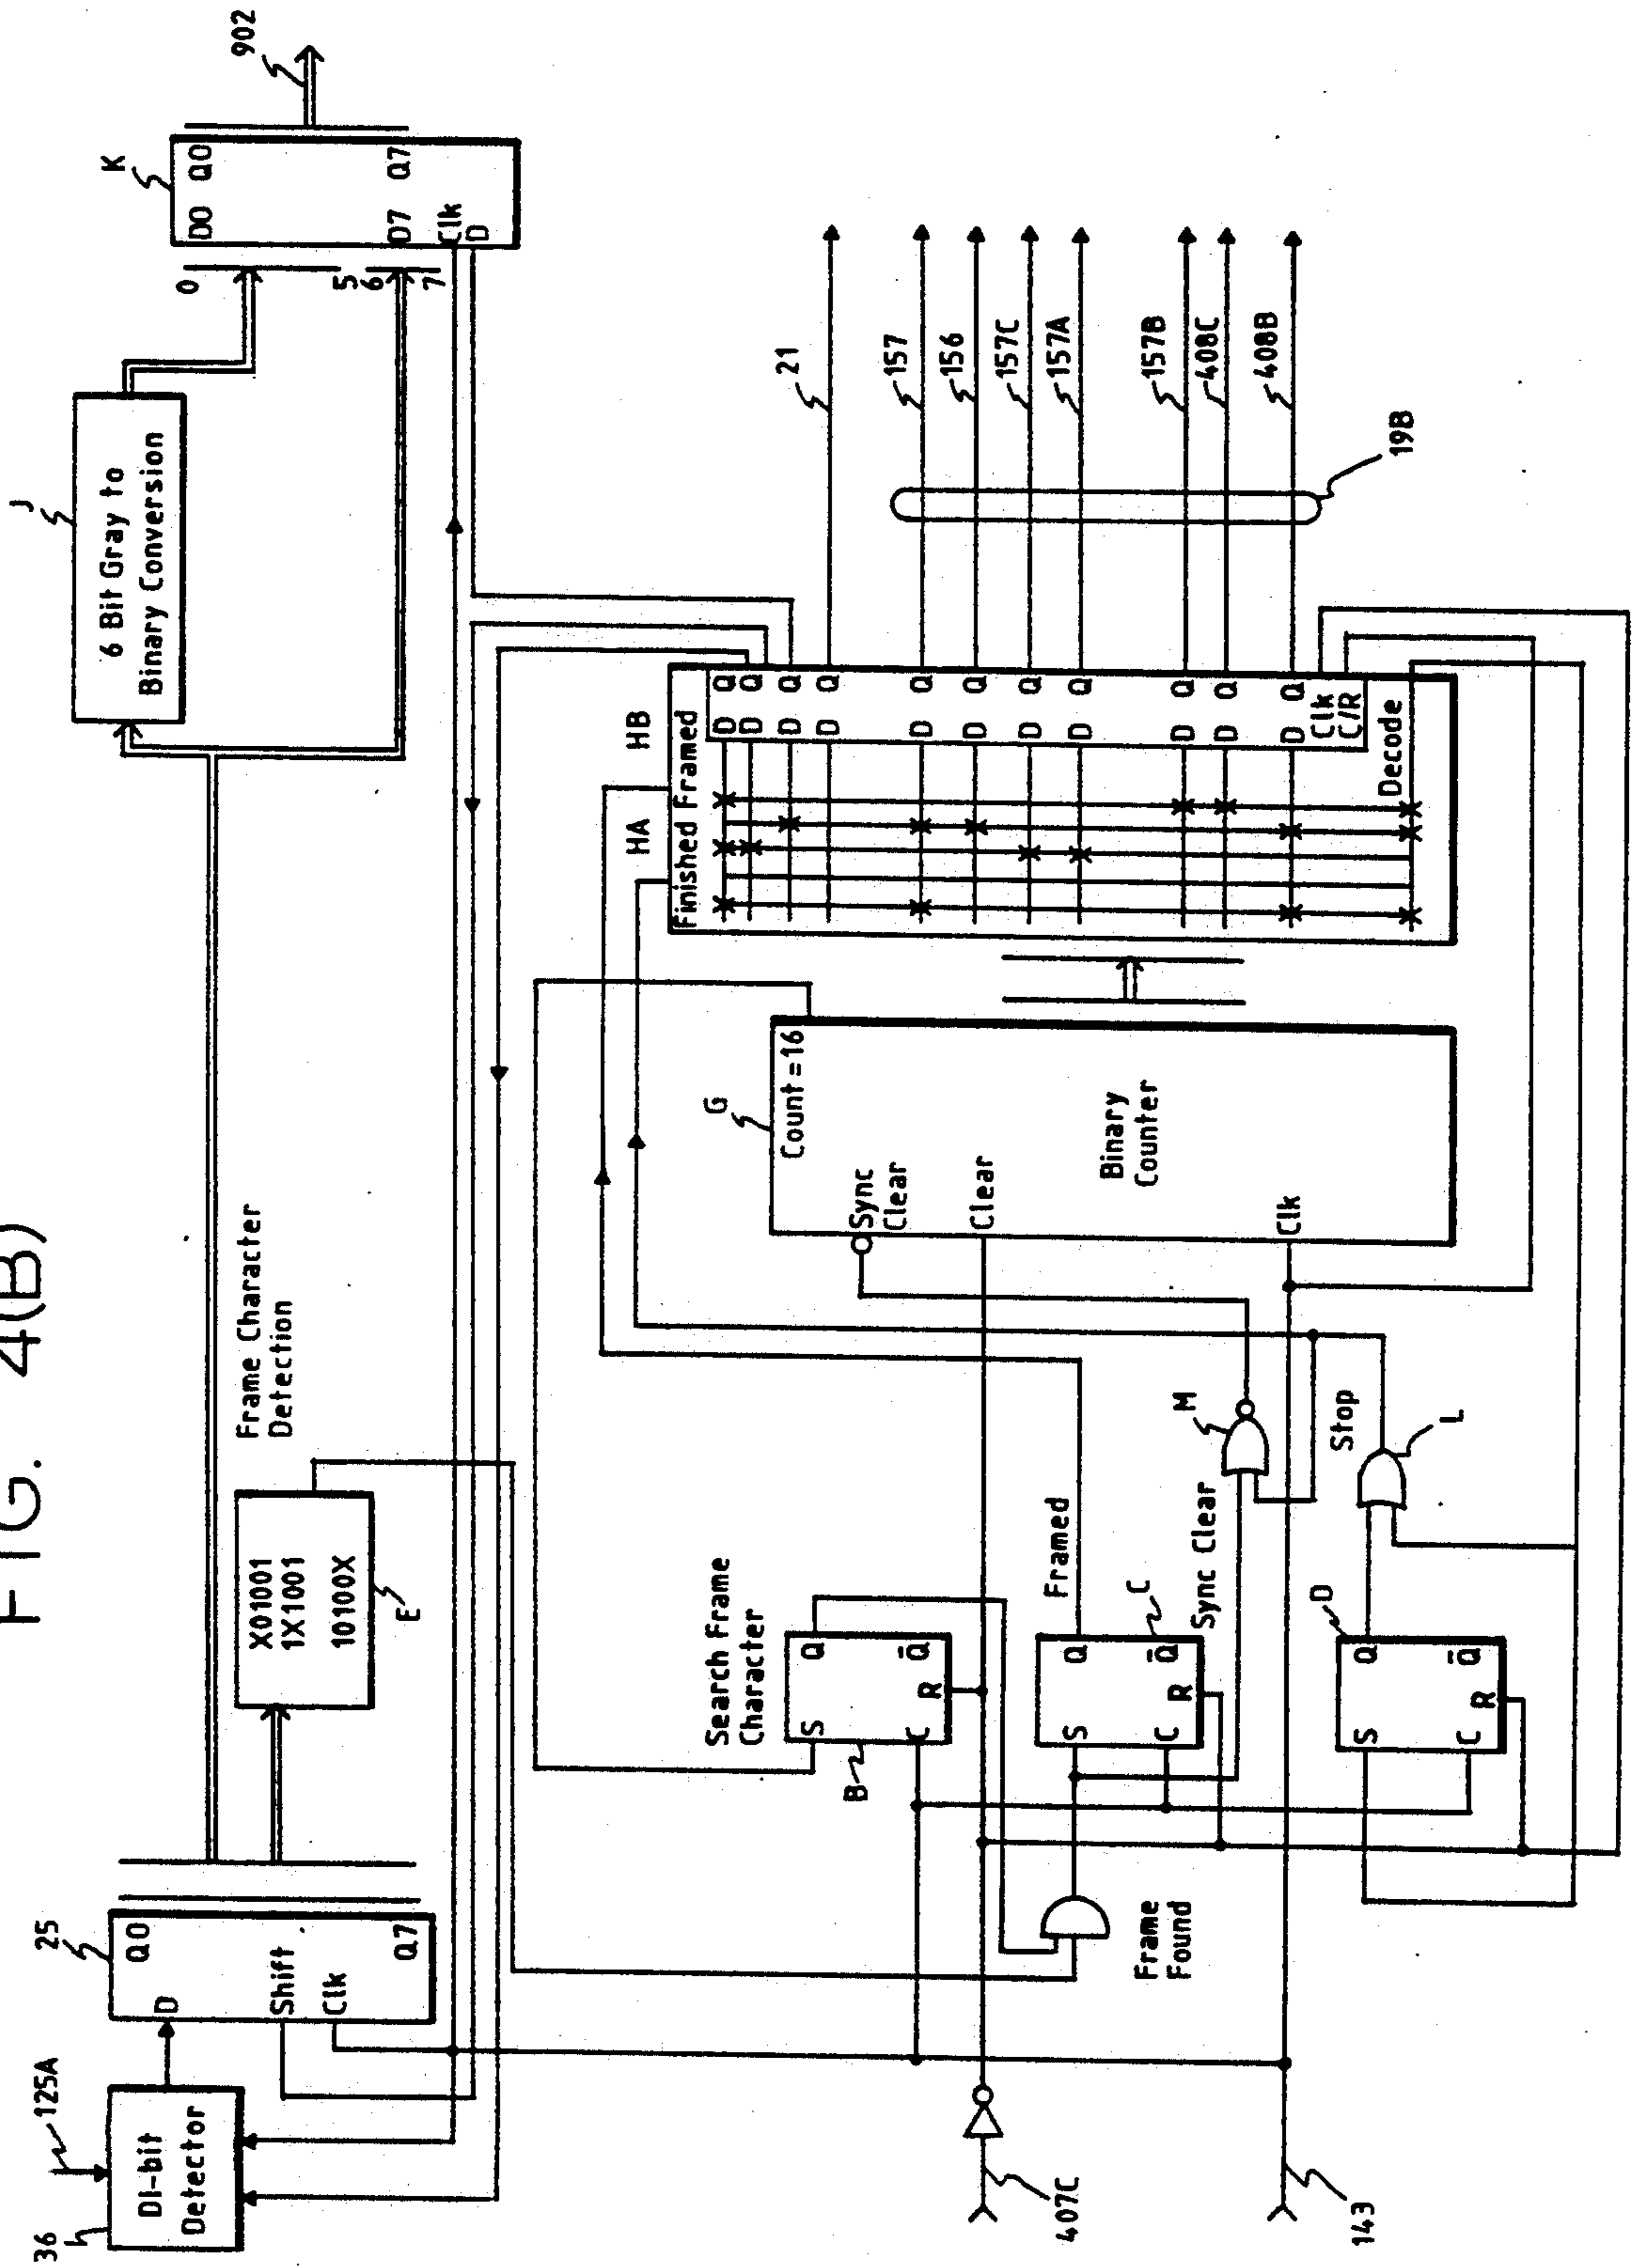 FIG. 4(B)
36
125A
DI-bit
Detector
25
D
Q0
Shift
Clk
Q7
Frame Character
Detection
X01001
1X1001
10100X
E
J
6 Bit Gray to
Binary Conversion
K
0
5
6
7
D0 Q0
D7 Q7
Clk
D
902
407C
143
Frame
Found
Search Frame
Character
B
S
Q
C
R
Q̅
Framed
C
S
Q
C
R
Q̅
Sync Clear
M
D
S
Q
C
R
Q̅
Stop
L
G
Count=16
Sync
Clear
Clear
Clk
Binary
Counter
HA HB
Finished Framed
D Q
D Q
D Q
D Q
D Q
D Q
D Q
D Q
D Q
D Q
D Q
Clk
C/R
Decode
21
157
156
157C
157A
157B
408C
408B
19B